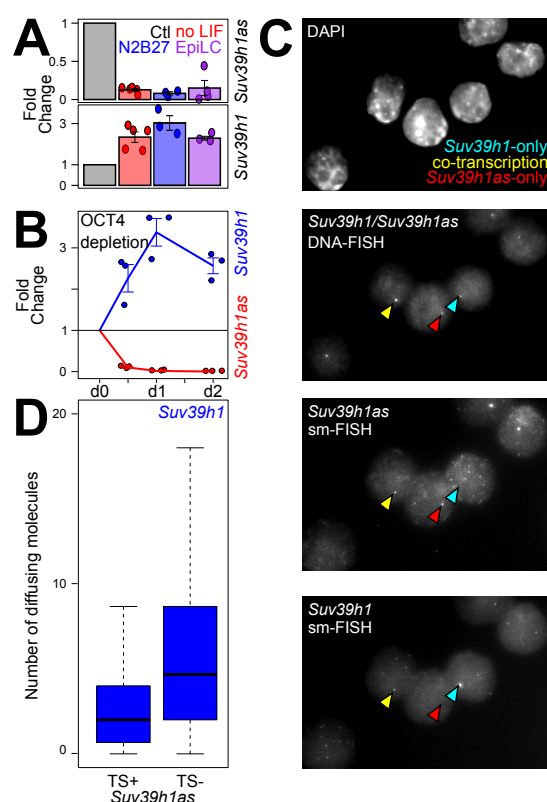 A
Ctl no LIF
N2B27 EpiLC
Fold
Change
1
0.5
0
Suv39h1as
3
1
0
Suv39h1
B
OCT4
depletion
Fold
Change
3
1
0
d0 d1 d2
Suv39h1
Suv39h1as
D
Suv39h1
Number of diffusing molecules
20
10
0
TS+ TS-
Suv39h1as
C
DAPI
Suv39h1-only
co-transcription
Suv39h1as-only
Suv39h1/Suv39h1as
DNA-FISH
Suv39h1as
sm-FISH
Suv39h1
sm-FISH